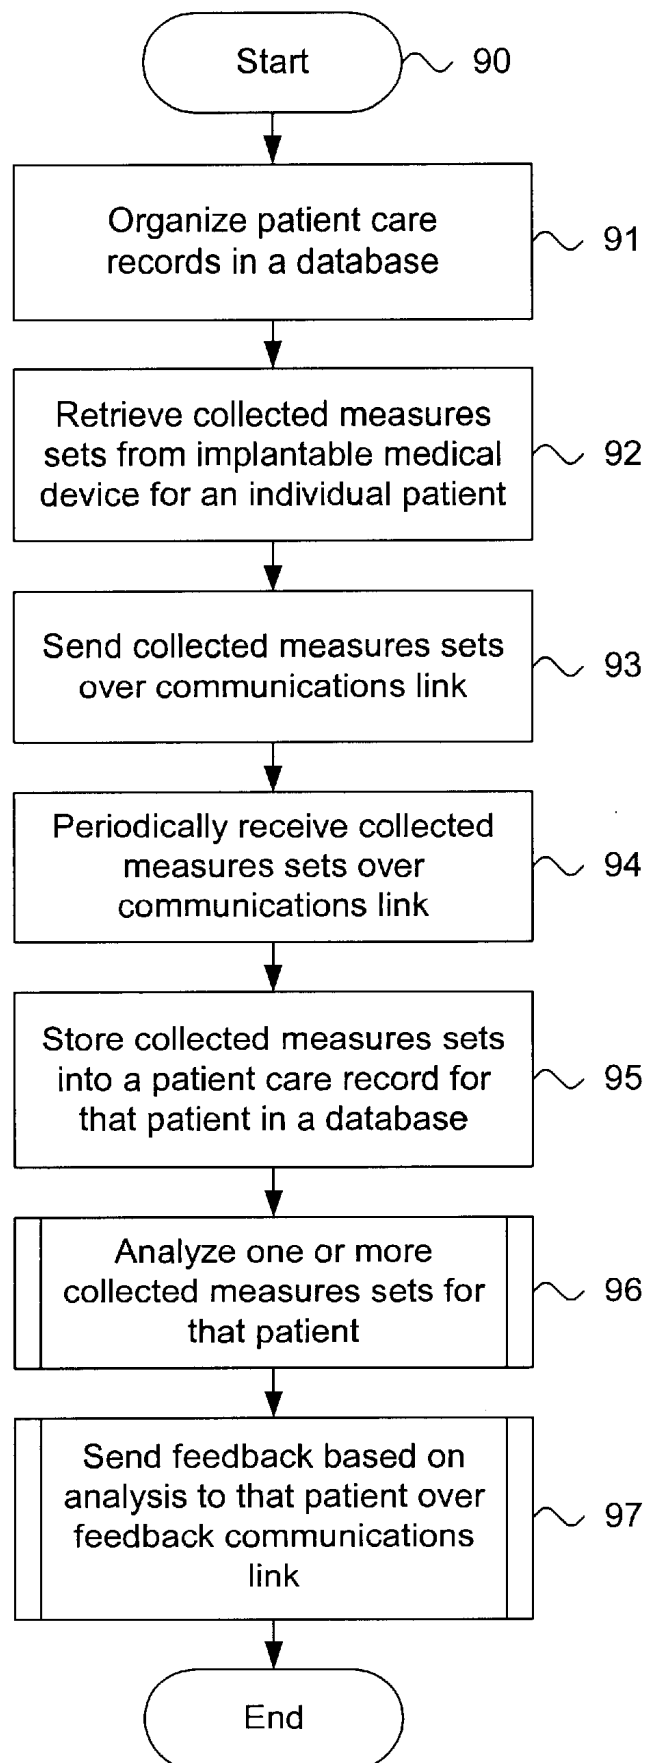 Start
90
Organize patient care
records in a database
91
Retrieve collected measures
sets from implantable medical
device for an individual patient
92
Send collected measures sets
over communications link
93
Periodically receive collected
measures sets over
communications link
94
Store collected measures sets
into a patient care record for
that patient in a database
95
Analyze one or more
collected measures sets for
that patient
96
Send feedback based on
analysis to that patient over
feedback communications
link
97
End